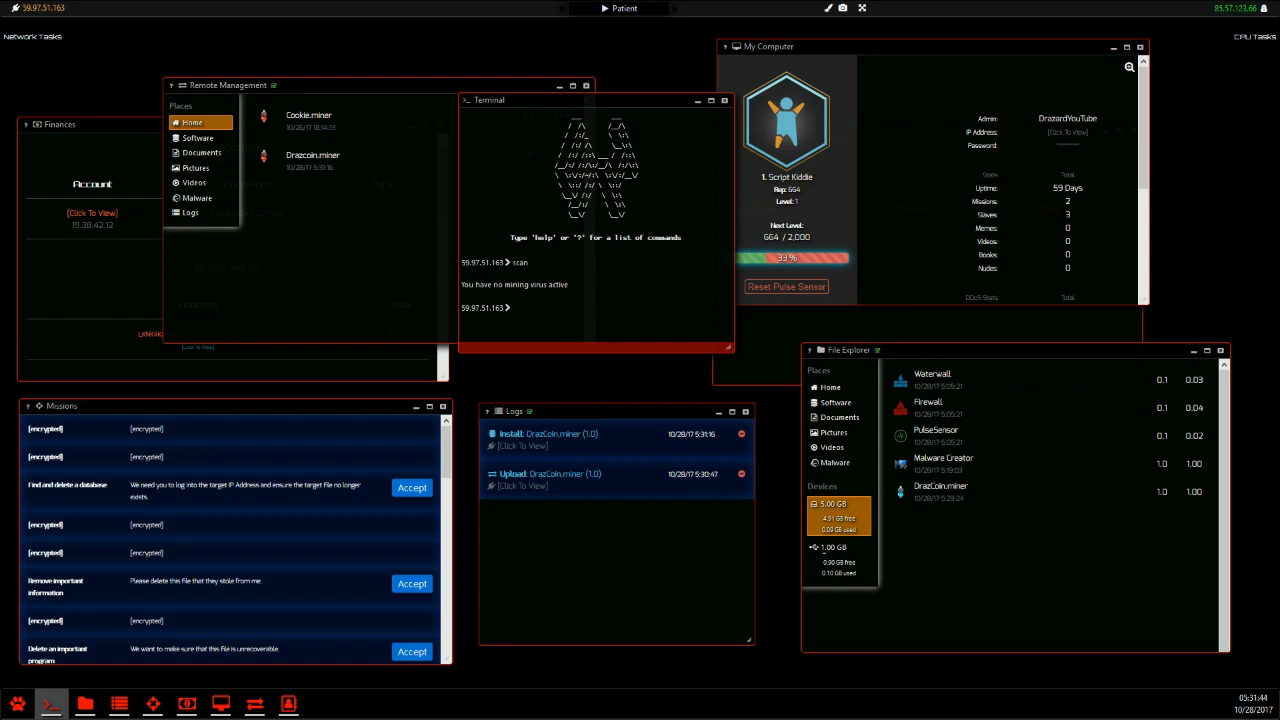 59.97.51.163
Patient
85.57.123.66
Network Tasks
CPU Tasks
? My Computer
1. Script Kiddie
Rep: 664
Level: 1
Next Level:
664 / 2,000
33 %
Reset Pulse Sensor
Admin: DrazardYouTube
IP Address: [Click To View]
Password: ********
Stats Total
Uptime: 59 Days
Missions: 2
Slaves: 3
Memes: 0
Videos: 0
Books: 0
Nudes: 0
DDoS Stats Total
? Remote Management
Places
Home
Software
Documents
Pictures
Videos
Malware
Logs
Cookie.miner
10/26/17 18:14:13
Drazcoin.miner
10/28/17 5:31:16
>_ Terminal
Type 'help' or '?' for a list of commands
59.97.51.163 scan
You have no mining virus active
59.97.51.163
? Finances
Account
[Click To View]
19.38.42.12
Bitcoin Wallet
Total
[Click To View]
? File Explorer
Places
Home
Software
Documents
Pictures
Videos
Malware
Devices
5.00 GB
4.91 GB free
0.09 GB used
1.00 GB
0.90 GB free
0.10 GB used
Waterwall 0.1 0.03
10/28/17 5:05:21
Firewall 0.1 0.04
10/28/17 5:05:21
PulseSensor 0.1 0.02
10/28/17 5:05:21
Malware Creator 1.0 1.00
10/28/17 5:19:03
DrazCoin.miner 1.0 1.00
10/28/17 5:29:24
? Missions
[encrypted] [encrypted]
[encrypted] [encrypted]
Find and delete a database We need you to log into the target IP Address and ensure the target file no longer Accept
exists.
[encrypted] [encrypted]
[encrypted] [encrypted]
Remove important Please delete this file that they stole from me. Accept
information
[encrypted] [encrypted]
Delete an important We want to make sure that this file is unrecoverable. Accept
program
? Logs
Install: DrazCoin.miner (1.0) 10/28/17 5:31:16
[Click To View]
Upload: DrazCoin.miner (1.0) 10/28/17 5:30:47
[Click To View]
05:31:44
10/28/2017